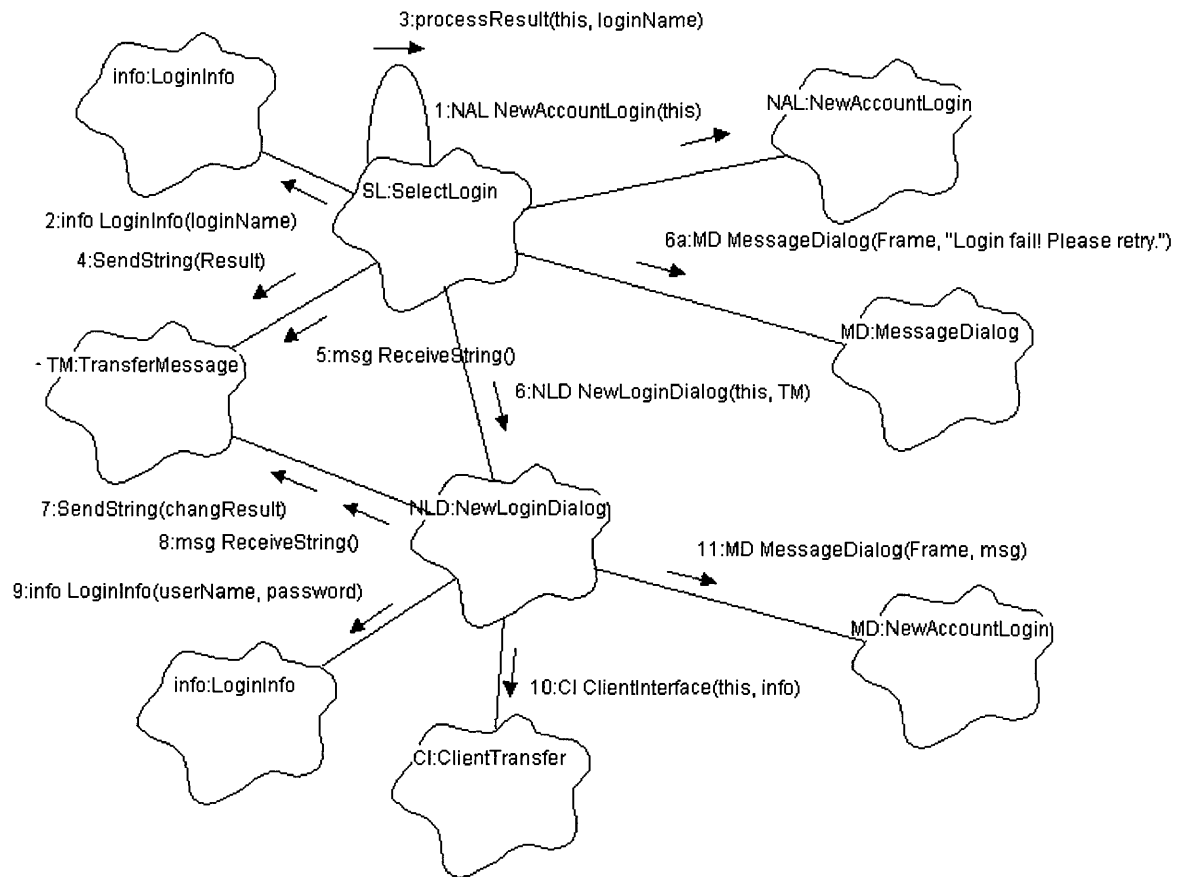 3:processResult(this, loginName)
info:LoginInfo
NAL:NewAccountLogin
1:NAL NewAccountLogin(this)
SL:SelectLogin
2:info LoginInfo(loginName)
6a:MD MessageDialog(Frame, "Login fail! Please retry.")
4:SendString(Result)
MD:MessageDialog
5:msg ReceiveString()
- TM:TransferMessage
6:NLD NewLoginDialog(this, TM)
7:SendString(changResult)
NLD:NewLoginDialog
8:msg ReceiveString()
11:MD MessageDialog(Frame, msg)
9:info LoginInfo(userName, password)
MD:NewAccountLogin
info:LoginInfo
10:CI ClientInterface(this, info)
CI:ClientTransfer